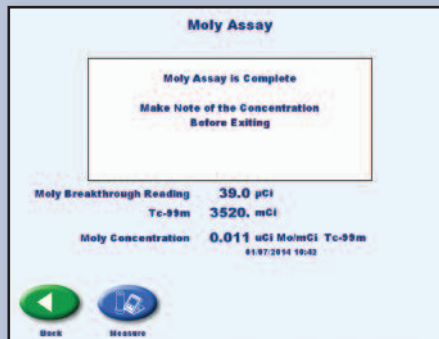 Moly Assay
Moly Assay is Complete
Make Note of the Concentration
Before Exiting
Moly Breakthrough Reading 39.0 µCi
Tc-99m 3520. mCi
Moly Concentration 0.011 uCi Mo/mCi Tc-99m
01/07/2014 10:42
Back Measure